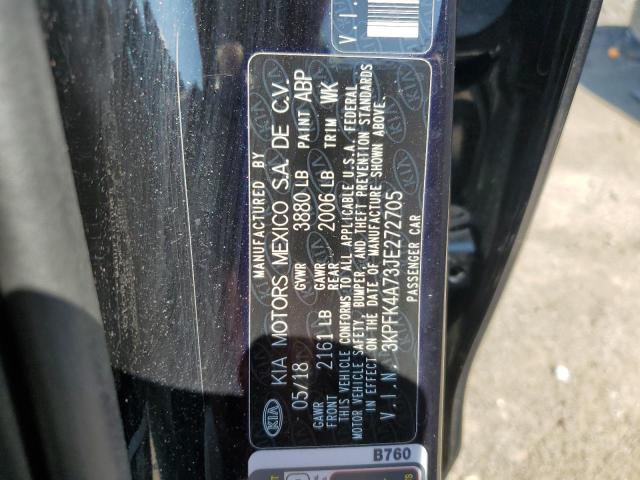 MANUFACTURED BY
KIA KIA MOTORS MEXICO S.A. DE C.V.
05/18 GVWR 3880 LB PAINT ABP
GAWR FRONT 2161 LB GAWR REAR 2006 LB TRIM WK
THIS VEHICLE CONFORMS TO ALL APPLICABLE U.S.A. FEDERAL
MOTOR VEHICLE SAFETY, BUMPER, AND THEFT PREVENTION STANDARDS
IN EFFECT ON THE DATE OF MANUFACTURE SHOWN ABOVE.
V.I.N 3KPFK4A73JE272705
PASSENGER CAR
V.I.
B760